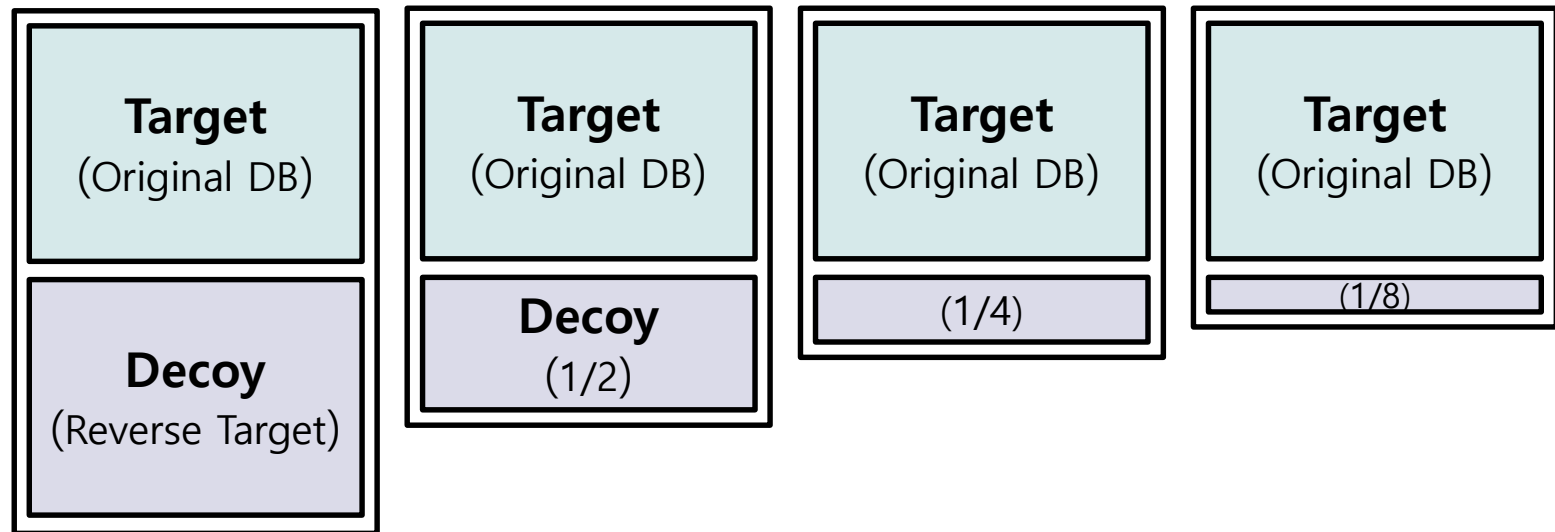 Target
(Original DB)
Decoy
(Reverse Target)
Target
(Original DB)
Decoy
(1/2)
Target
(Original DB)
(1/4)
Target
(Original DB)
(1/8)